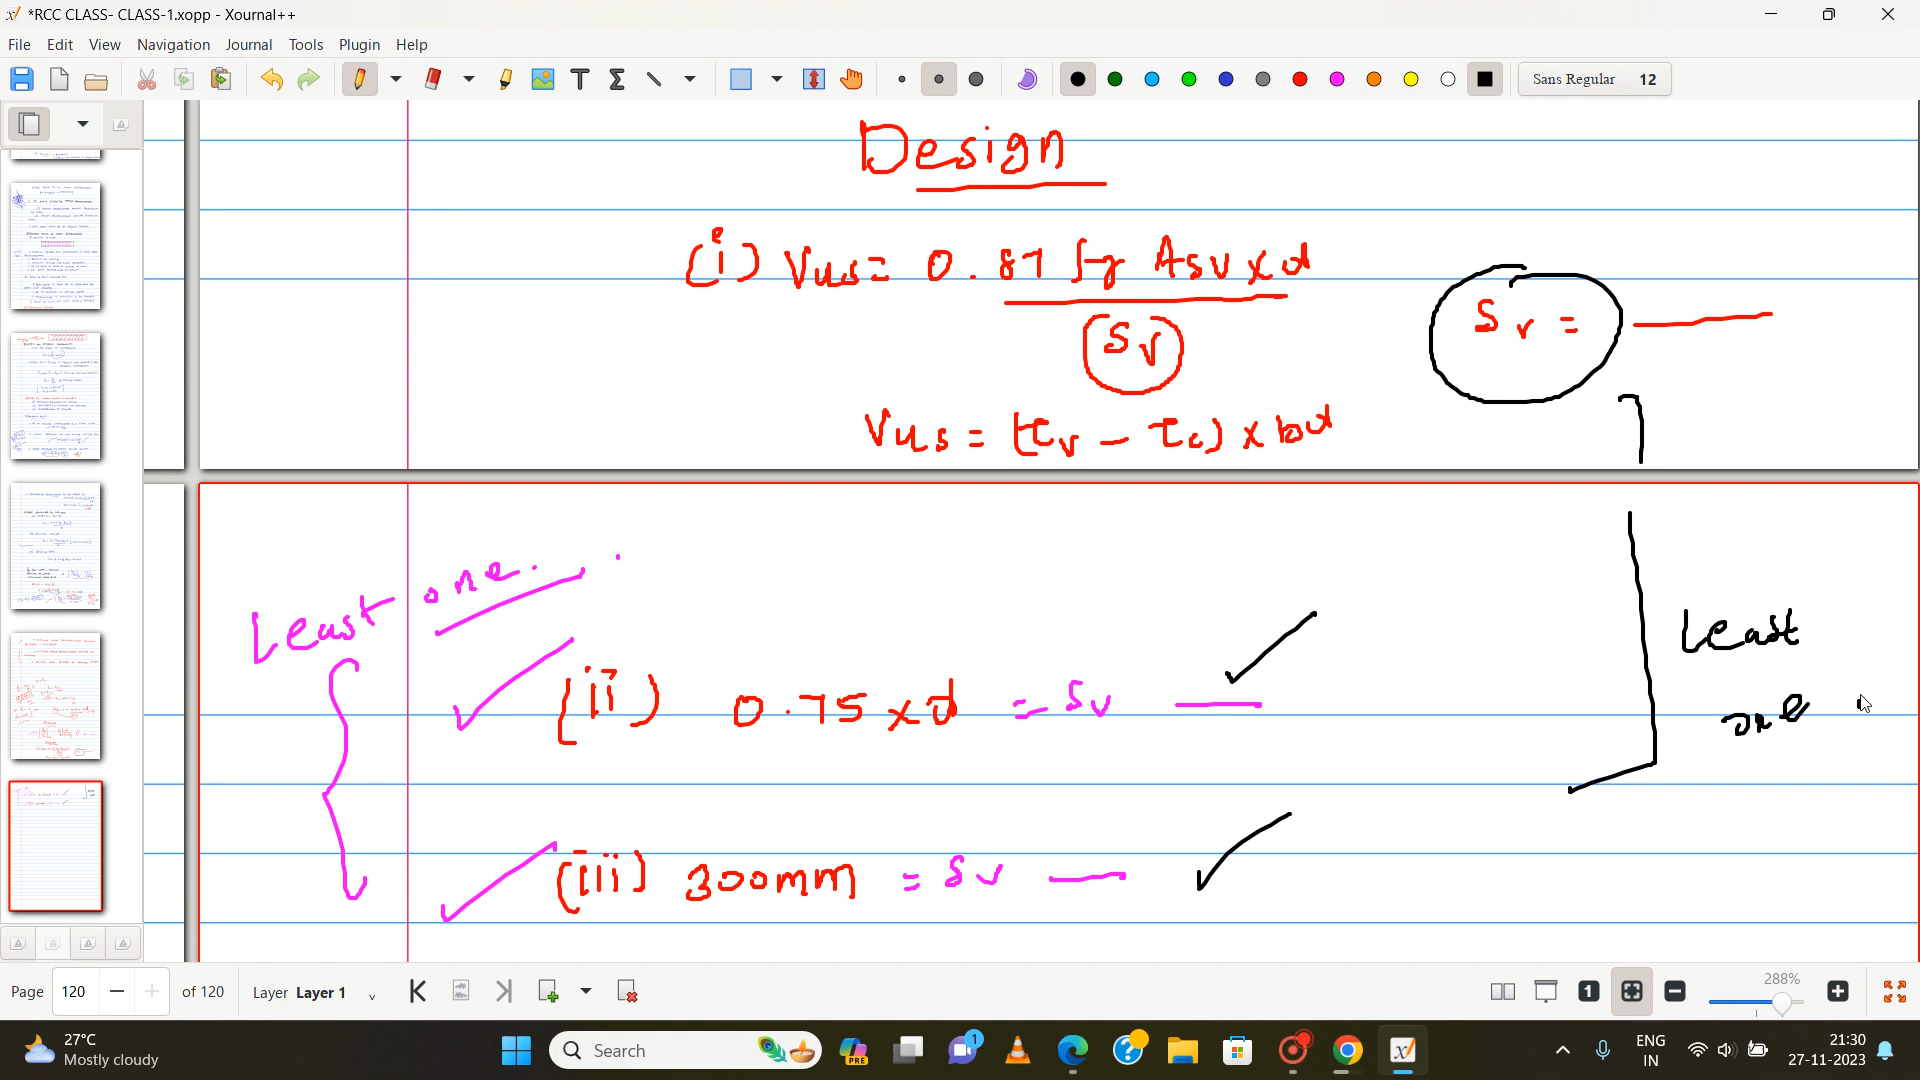 *RCC CLASS- CLASS-1.xopp - Xournal++
File Edit View Navigation Journal Tools Plugin Help
Sans Regular 12
Design
(i) Vus = 0.87 fy Asv x d
Sv
Sv =
Vus = (τv - τc) x bd
Least one.
(ii) 0.75 x d = Sv
Least
one
(iii) 300mm = Sv
Page 120 of 120 Layer Layer 1
288%
27°C
Mostly cloudy
Search
PRE
1
ENG
IN
21:30
27-11-2023